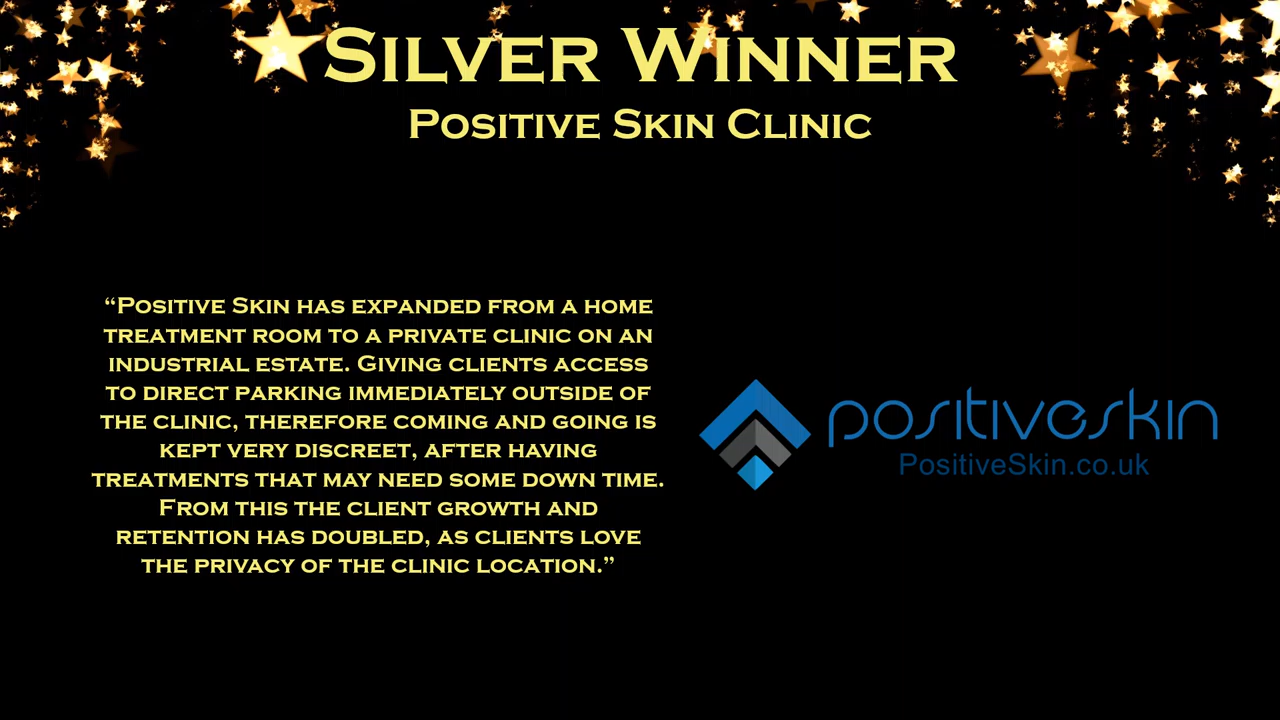 Silver Winner
Positive Skin Clinic
“Positive Skin has expanded from a home
treatment room to a private clinic on an
industrial estate. Giving clients access
to direct parking immediately outside of
the clinic, therefore coming and going is
kept very discreet, after having
treatments that may need some down time.
From this the client growth and
retention has doubled, as clients love
the privacy of the clinic location.”
positiveskin
PositiveSkin.co.uk